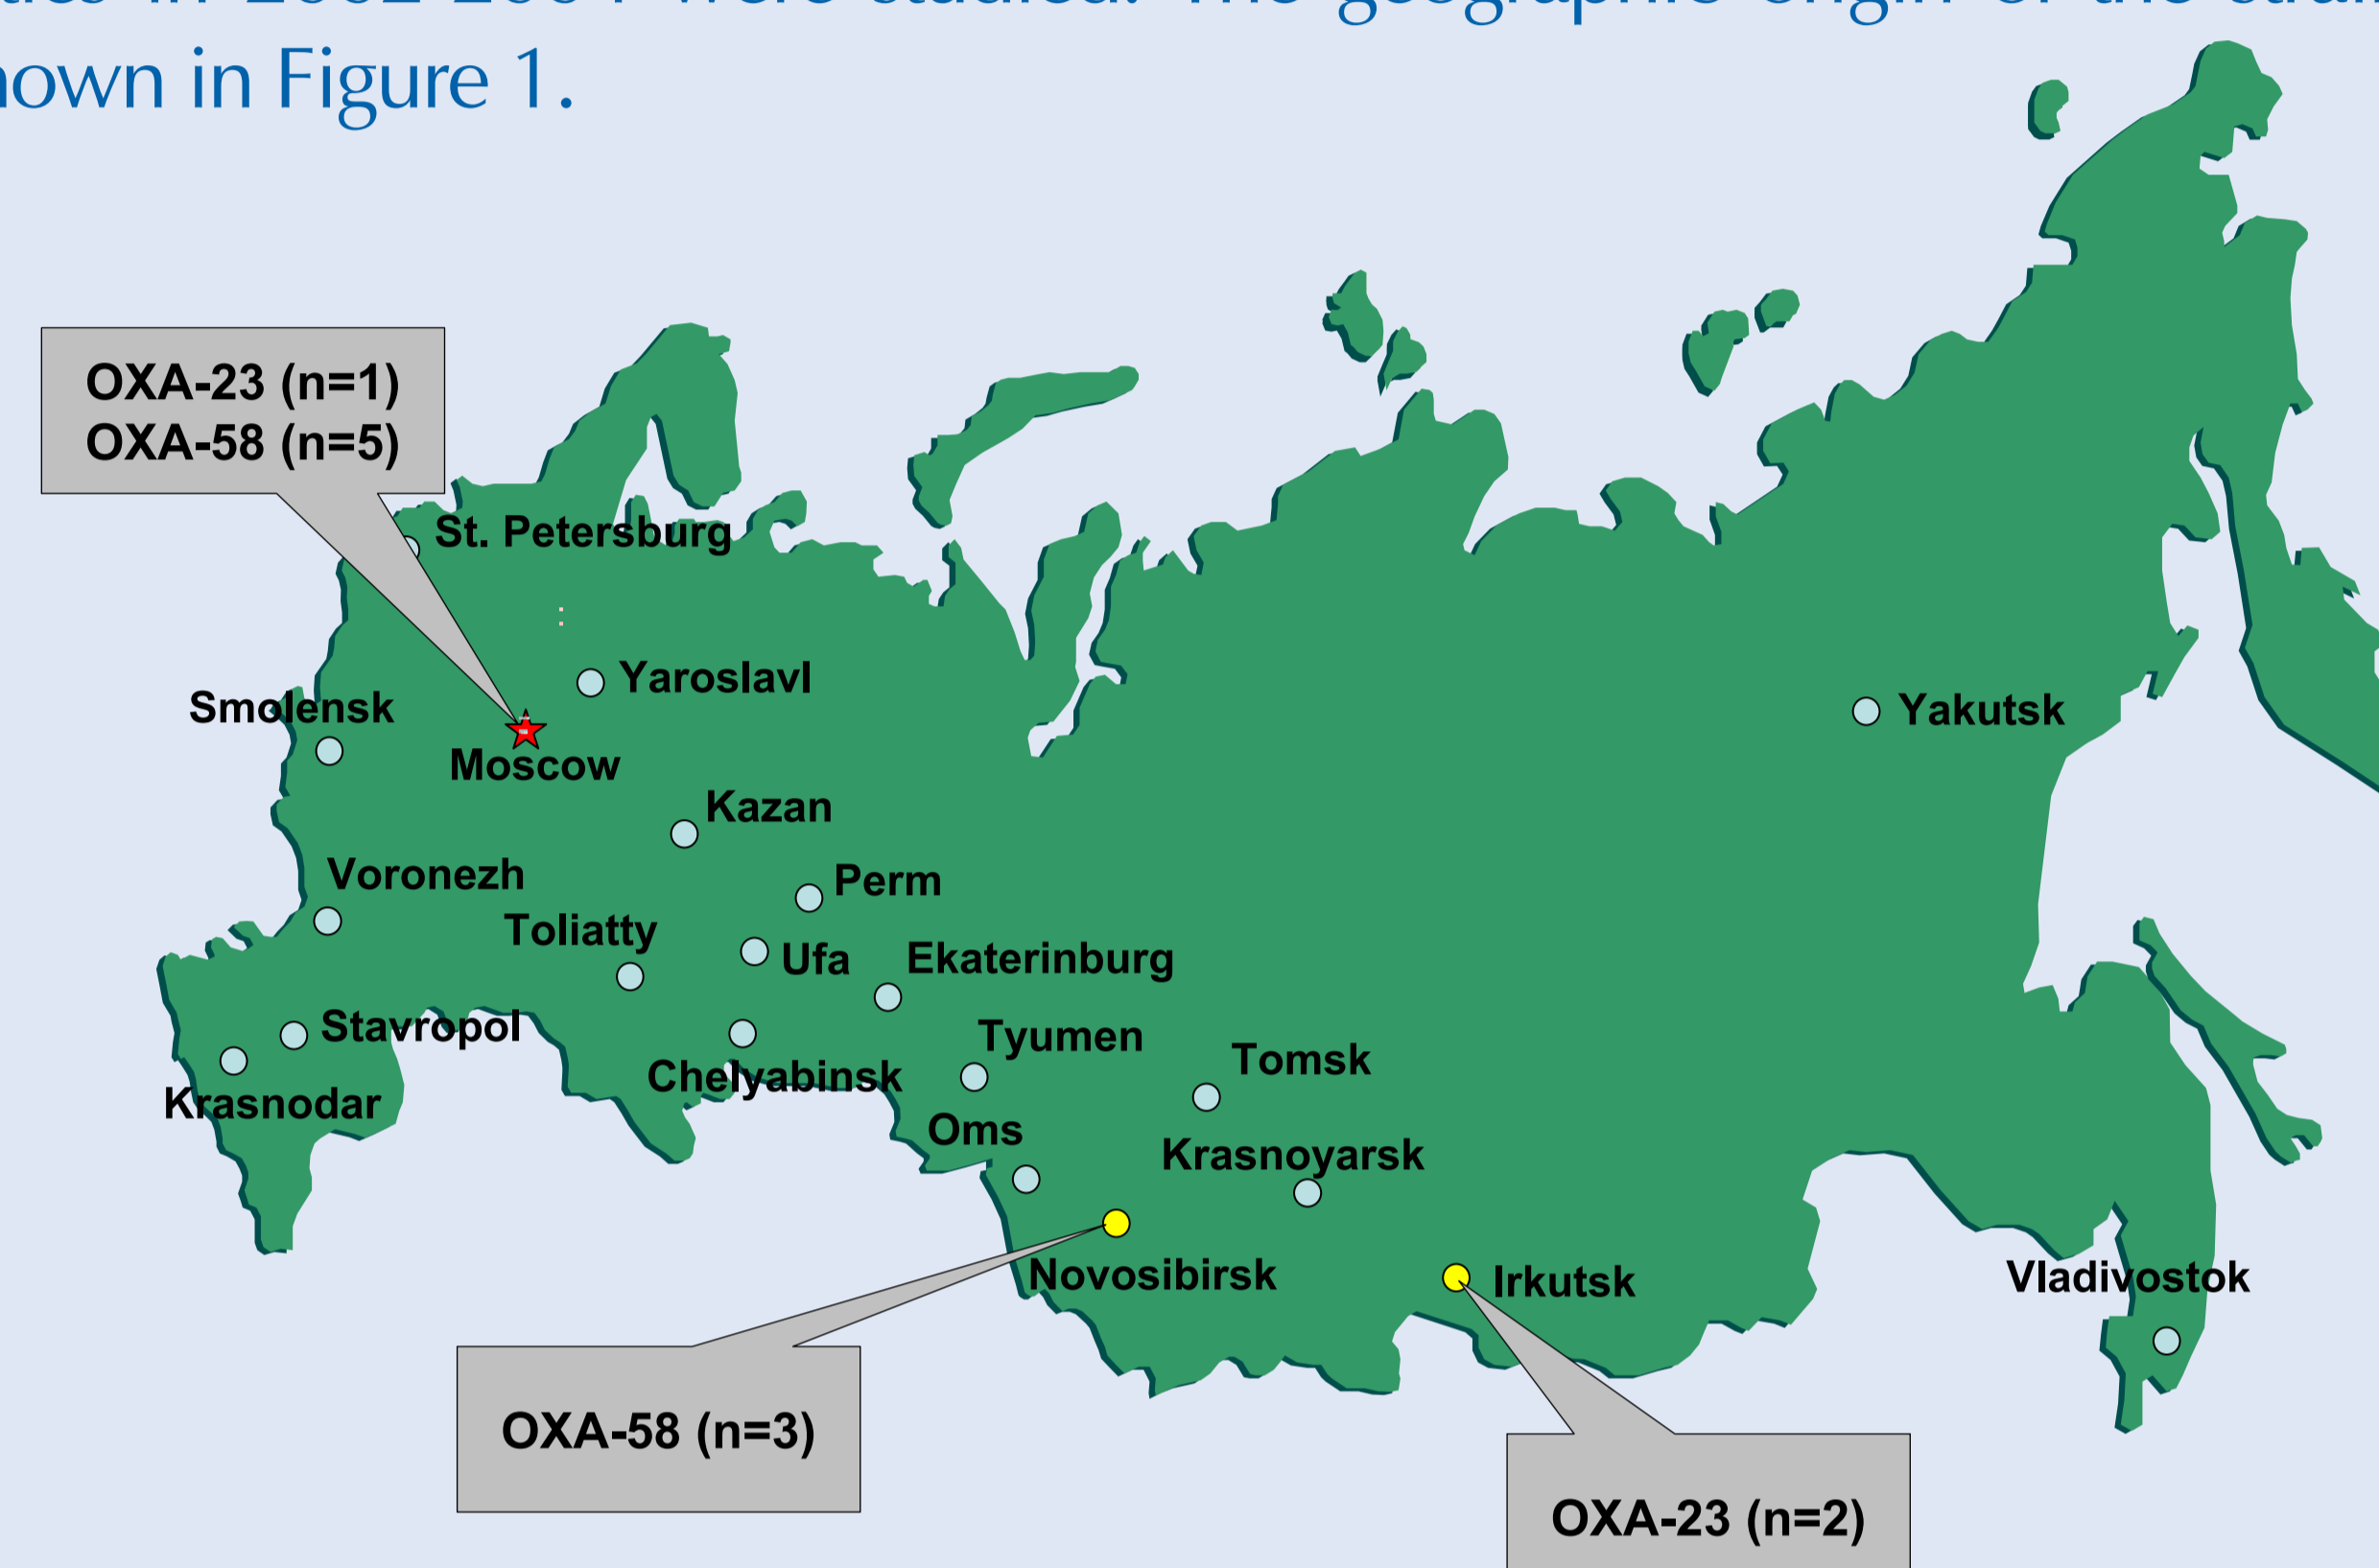 shown in Figure 1.
OXA-23 (n=1)
OXA-58 (n=5)
St. Petersburg
Yaroslavl
Smolensk
Moscow
Yakutsk
Kazan
Voronezh
Perm
Toliatty
Ufa
Ekaterinburg
Stavropol
Tyumen
Tomsk
Chelyabinsk
Krasnodar
Oms
Krasnoyarsk
Novosibirsk
Irkutsk
Vladivostok
OXA-58 (n=3)
OXA-23 (n=2)